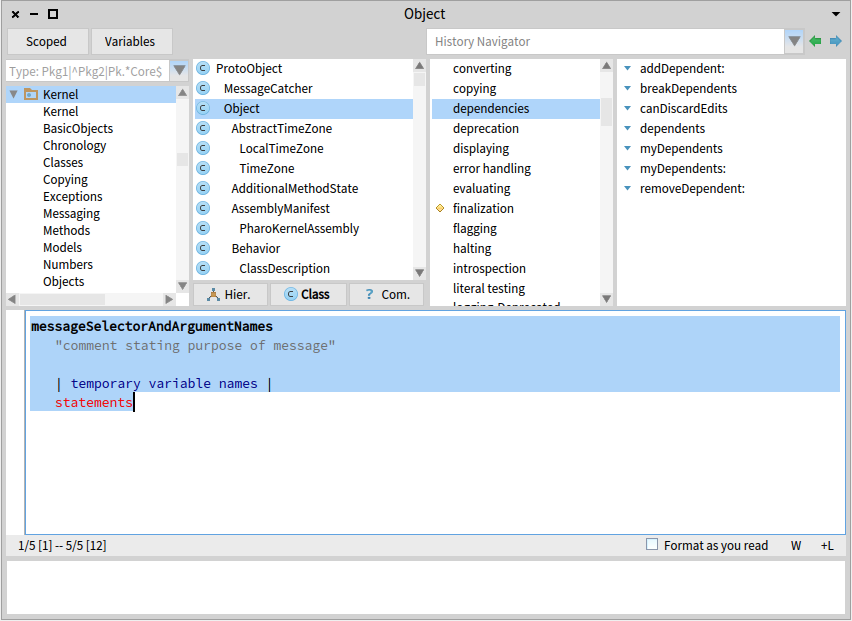 Object
Scoped
Variables
History Navigator
Type: Pkg1|^Pkg2|Pk.*Core$
Kernel
Kernel
BasicObjects
Chronology
Classes
Copying
Exceptions
Messaging
Methods
Models
Numbers
Objects
ProtoObject
MessageCatcher
Object
AbstractTimeZone
LocalTimeZone
TimeZone
AdditionalMethodState
AssemblyManifest
PharoKernelAssembly
Behavior
ClassDescription
Hier.
Class
? Com.
converting
copying
dependencies
deprecation
displaying
error handling
evaluating
finalization
flagging
halting
introspection
literal testing
logging-Deprecated
addDependent:
breakDependents
canDiscardEdits
dependents
myDependents
myDependents:
removeDependent:
messageSelectorAndArgumentNames
"comment stating purpose of message"
| temporary variable names |
statements
1/5 [1] -- 5/5 [12]
Format as you read
W
+L